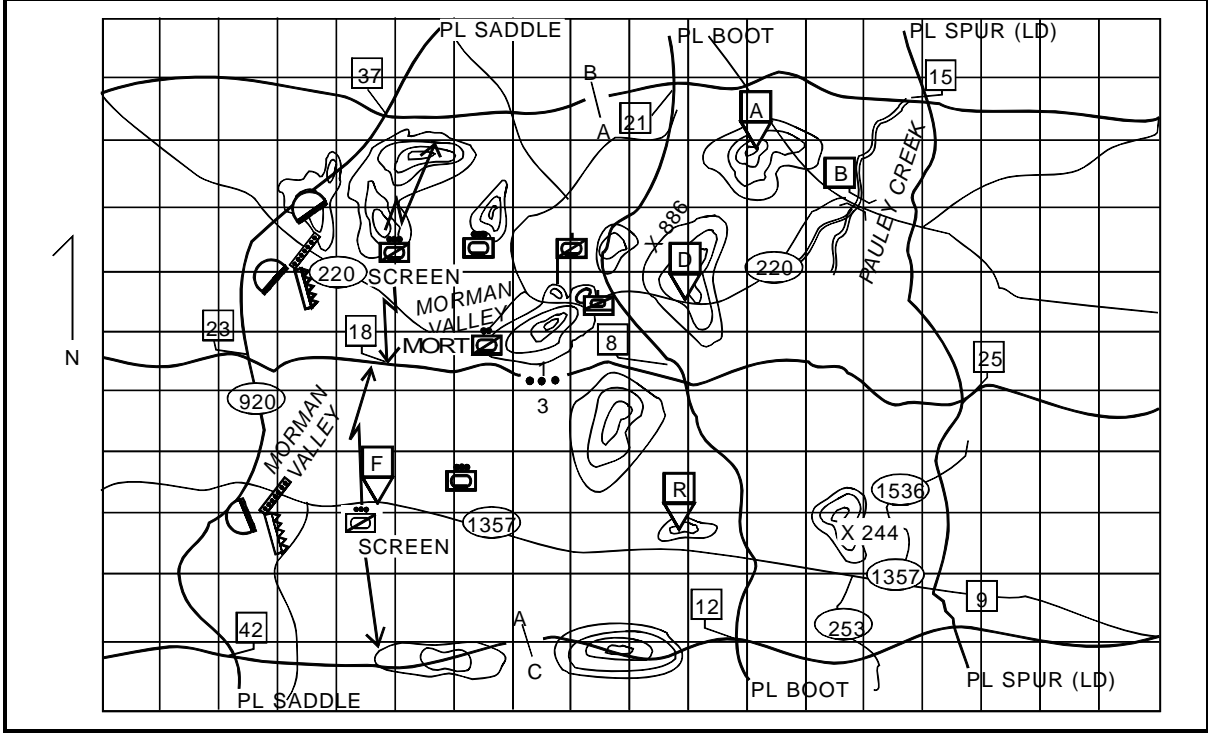 PL SADDLE
PL BOOT
PL SPUR (LD)
37
B
A
21
A
15
B
PAULEY CREEK
X 886
D
220
220
SCREEN
MORMAN
VALLEY
N
23
18
MORT
8
25
1
3
920
MORMAN
VALLEY
F
R
1536
1357
X 244
SCREEN
1357
9
12
253
42
A
C
PL SADDLE
PL BOOT
PL SPUR (LD)